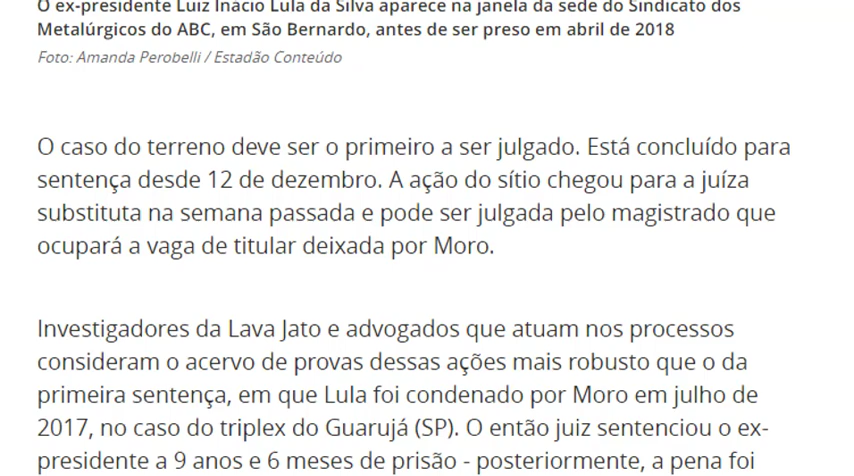 O ex-presidente Luiz Inácio Lula da Silva aparece na janela da sede do Sindicato dos
Metalúrgicos do ABC, em São Bernardo, antes de ser preso em abril de 2018
Foto: Amanda Perobelli / Estadão Conteúdo
O caso do terreno deve ser o primeiro a ser julgado. Está concluído para
sentença desde 12 de dezembro. A ação do sítio chegou para a juíza
substituta na semana passada e pode ser julgada pelo magistrado que
ocupará a vaga de titular deixada por Moro.
Investigadores da Lava Jato e advogados que atuam nos processos
consideram o acervo de provas dessas ações mais robusto que o da
primeira sentença, em que Lula foi condenado por Moro em julho de
2017, no caso do triplex do Guarujá (SP). O então juiz sentenciou o ex-
presidente a 9 anos e 6 meses de prisão - posteriormente, a pena foi